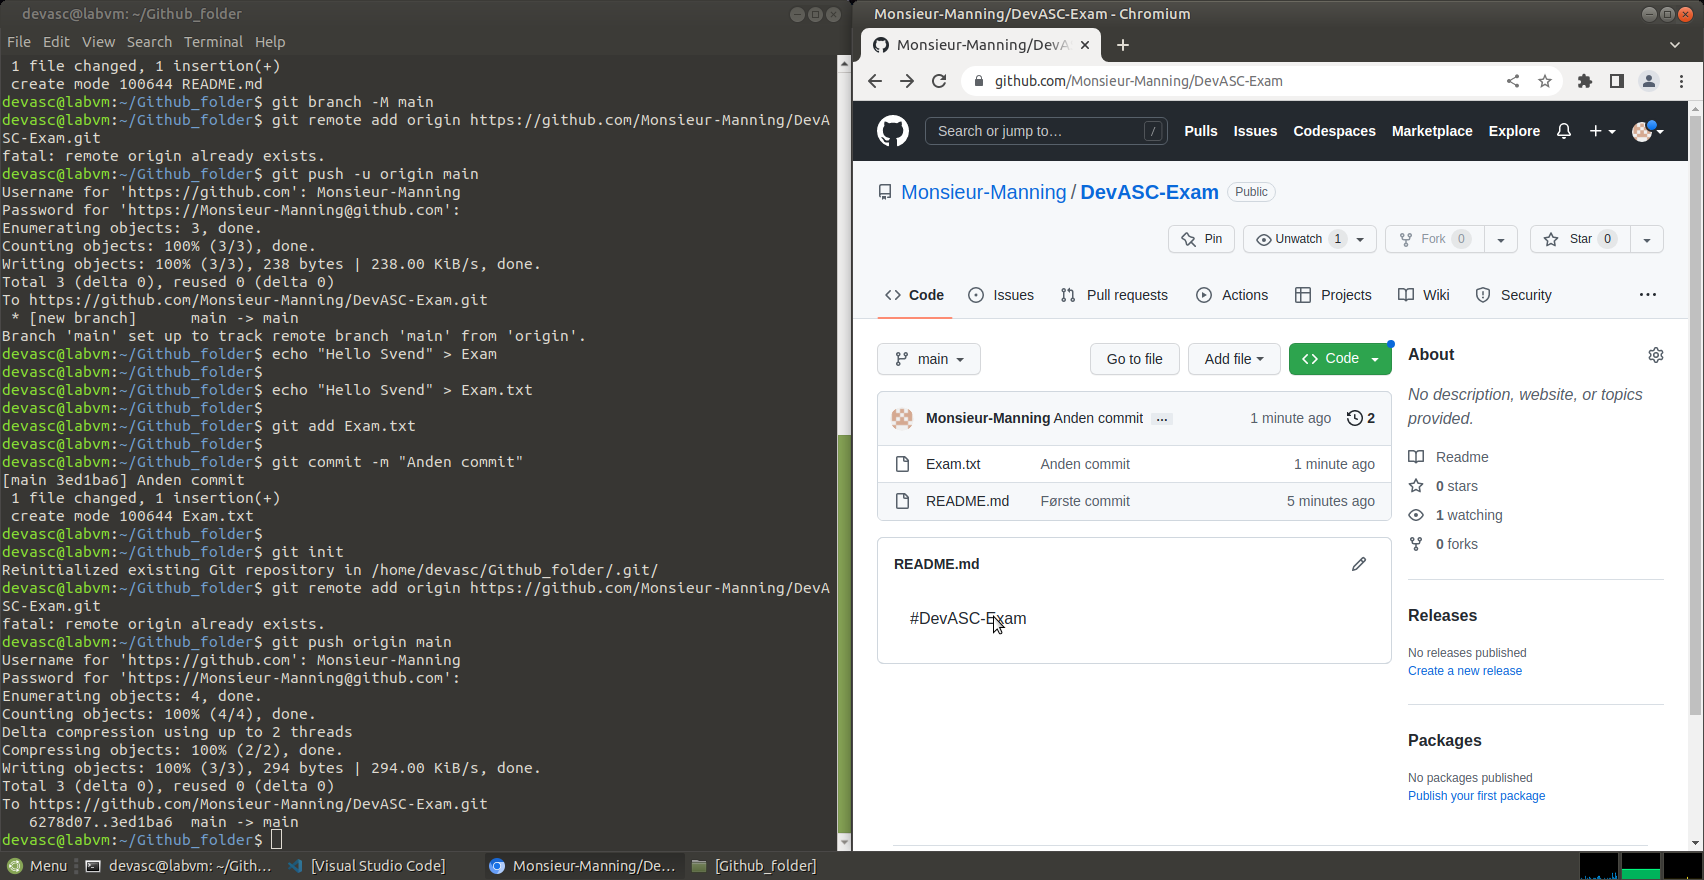 devasc@labvm: ~/Github_folder
File Edit View Search Terminal Help
1 file changed, 1 insertion(+)
create mode 100644 README.md
devasc@labvm:~/Github_folder$ git branch -M main
devasc@labvm:~/Github_folder$ git remote add origin https://github.com/Monsieur-Manning/DevA
SC-Exam.git
fatal: remote origin already exists.
devasc@labvm:~/Github_folder$ git push -u origin main
Username for 'https://github.com': Monsieur-Manning
Password for 'https://Monsieur-Manning@github.com':
Enumerating objects: 3, done.
Counting objects: 100% (3/3), done.
Writing objects: 100% (3/3), 238 bytes | 238.00 KiB/s, done.
Total 3 (delta 0), reused 0 (delta 0)
To https://github.com/Monsieur-Manning/DevASC-Exam.git
* [new branch]      main -> main
Branch 'main' set up to track remote branch 'main' from 'origin'.
devasc@labvm:~/Github_folder$ echo "Hello Svend" > Exam
devasc@labvm:~/Github_folder$
devasc@labvm:~/Github_folder$ echo "Hello Svend" > Exam.txt
devasc@labvm:~/Github_folder$
devasc@labvm:~/Github_folder$ git add Exam.txt
devasc@labvm:~/Github_folder$
devasc@labvm:~/Github_folder$ git commit -m "Anden commit"
[main 3ed1ba6] Anden commit
1 file changed, 1 insertion(+)
create mode 100644 Exam.txt
devasc@labvm:~/Github_folder$
devasc@labvm:~/Github_folder$ git init
Reinitialized existing Git repository in /home/devasc/Github_folder/.git/
devasc@labvm:~/Github_folder$ git remote add origin https://github.com/Monsieur-Manning/DevA
SC-Exam.git
fatal: remote origin already exists.
devasc@labvm:~/Github_folder$ git push origin main
Username for 'https://github.com': Monsieur-Manning
Password for 'https://Monsieur-Manning@github.com':
Enumerating objects: 4, done.
Counting objects: 100% (4/4), done.
Delta compression using up to 2 threads
Compressing objects: 100% (2/2), done.
Writing objects: 100% (3/3), 294 bytes | 294.00 KiB/s, done.
Total 3 (delta 0), reused 0 (delta 0)
To https://github.com/Monsieur-Manning/DevASC-Exam.git
6278d07..3ed1ba6  main -> main
devasc@labvm:~/Github_folder$
Monsieur-Manning/DevASC-Exam - Chromium
Monsieur-Manning/DevA
github.com/Monsieur-Manning/DevASC-Exam
Search or jump to… / Pulls Issues Codespaces Marketplace Explore
Monsieur-Manning / DevASC-Exam Public
Pin Unwatch 1 Fork 0 Star 0
Code Issues Pull requests Actions Projects Wiki Security ...
main Go to file Add file Code
Monsieur-Manning Anden commit ... 1 minute ago 2
Exam.txt Anden commit 1 minute ago
README.md Første commit 5 minutes ago
README.md
#DevASC-Exam
About
No description, website, or topics
provided.
Readme
0 stars
1 watching
0 forks
Releases
No releases published
Create a new release
Packages
No packages published
Publish your first package
Menu devasc@labvm: ~/Gith... [Visual Studio Code] Monsieur-Manning/De... [Github_folder]